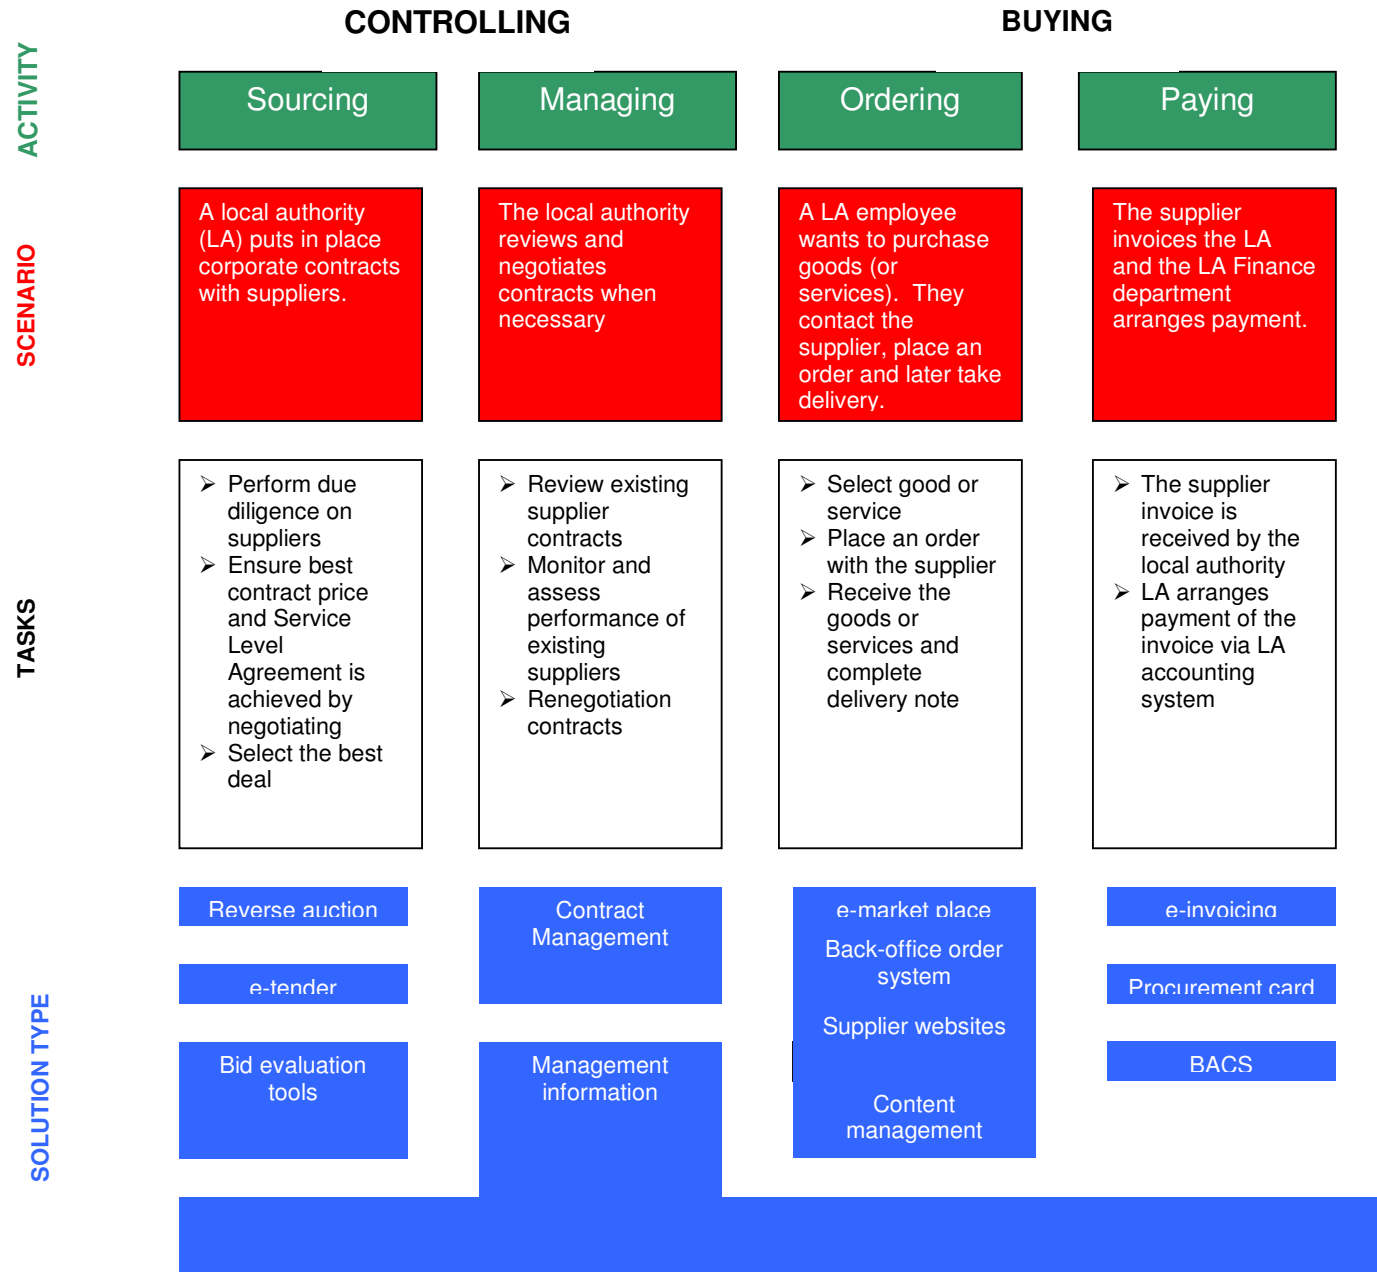 CONTROLLING
BUYING
ACTIVITY
Sourcing
Managing
Ordering
Paying
SCENARIO
A local authority
(LA) puts in place
corporate contracts
with suppliers.
The local authority
reviews and
negotiates
contracts when
necessary
A LA employee
wants to purchase
goods (or
services).  They
contact the
supplier, place an
order and later take
delivery.
The supplier
invoices the LA
and the LA Finance
department
arranges payment.
TASKS
➢ Perform due
diligence on
suppliers
➢ Ensure best
contract price
and Service
Level
Agreement is
achieved by
negotiating
➢ Select the best
deal
➢ Review existing
supplier
contracts
➢ Monitor and
assess
performance of
existing
suppliers
➢ Renegotiation
contracts
➢ Select good or
service
➢ Place an order
with the supplier
➢ Receive the
goods or
services and
complete
delivery note
➢ The supplier
invoice is
received by the
local authority
➢ LA arranges
payment of the
invoice via LA
accounting
system
SOLUTION TYPE
Reverse auction
e-tender
Bid evaluation
tools
Contract
Management
Management
information
e-market place
Back-office order
system
Supplier websites
Content
management
e-invoicing
Procurement card
BACS